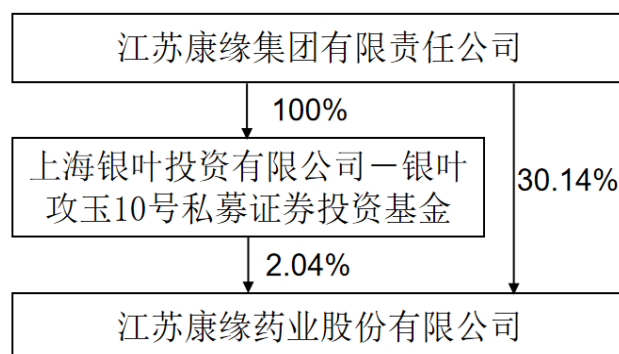 江苏康缘集团有限责任公司
100%
上海银叶投资有限公司－银叶
攻玉10号私募证券投资基金
30.14%
2.04%
江苏康缘药业股份有限公司